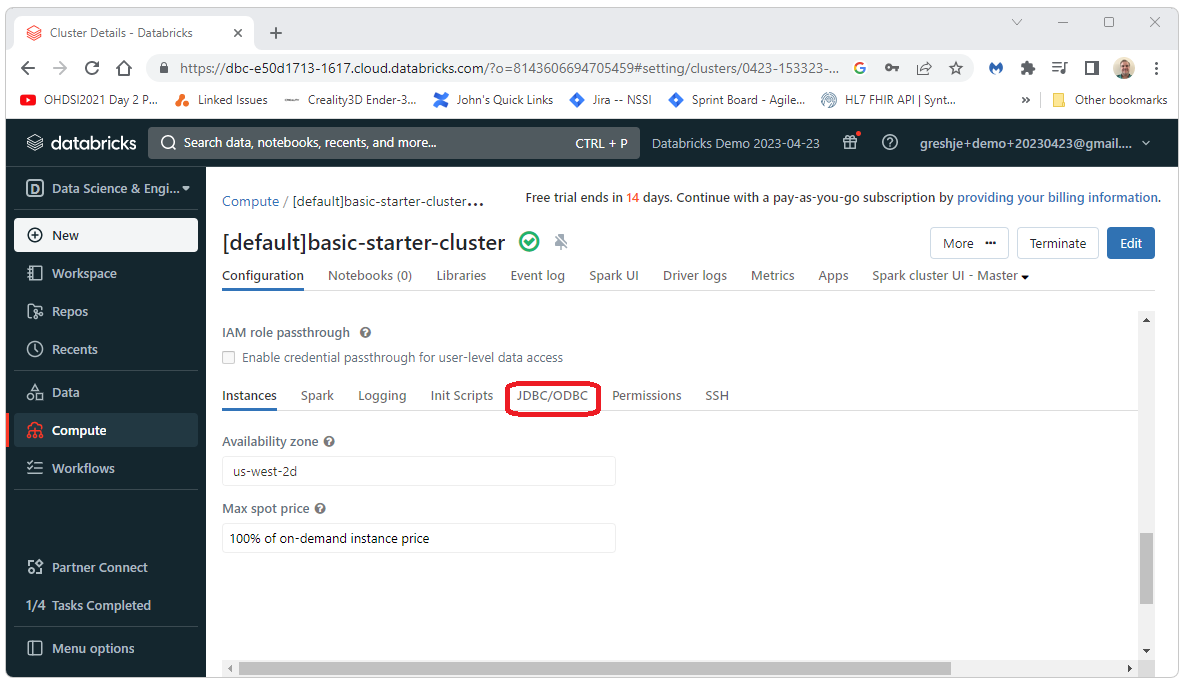 Cluster Details - Databricks
https://dbc-e50d1713-1617.cloud.databricks.com/?o=8143606694705459#setting/clusters/0423-153323-...
OHDSI2021 Day 2 P... Linked Issues Creality3D Ender-3... John's Quick Links Jira -- NSSI Sprint Board - Agile... HL7 FHIR API | Synt... » Other bookmarks
databricks Search data, notebooks, recents, and more... CTRL + P Databricks Demo 2023-04-23 greshje+demo+20230423@gmail....
Data Science & Engi...
New
Workspace
Repos
Recents
Data
Compute
Workflows
Partner Connect
1/4 Tasks Completed
Menu options
Compute / [default]basic-starter-cluster...
Free trial ends in 14 days. Continue with a pay-as-you-go subscription by providing your billing information.
[default]basic-starter-cluster
More ... Terminate Edit
Configuration Notebooks (0) Libraries Event log Spark UI Driver logs Metrics Apps Spark cluster UI - Master
IAM role passthrough ?
Enable credential passthrough for user-level data access
Instances Spark Logging Init Scripts JDBC/ODBC Permissions SSH
Availability zone ?
us-west-2d
Max spot price ?
100% of on-demand instance price